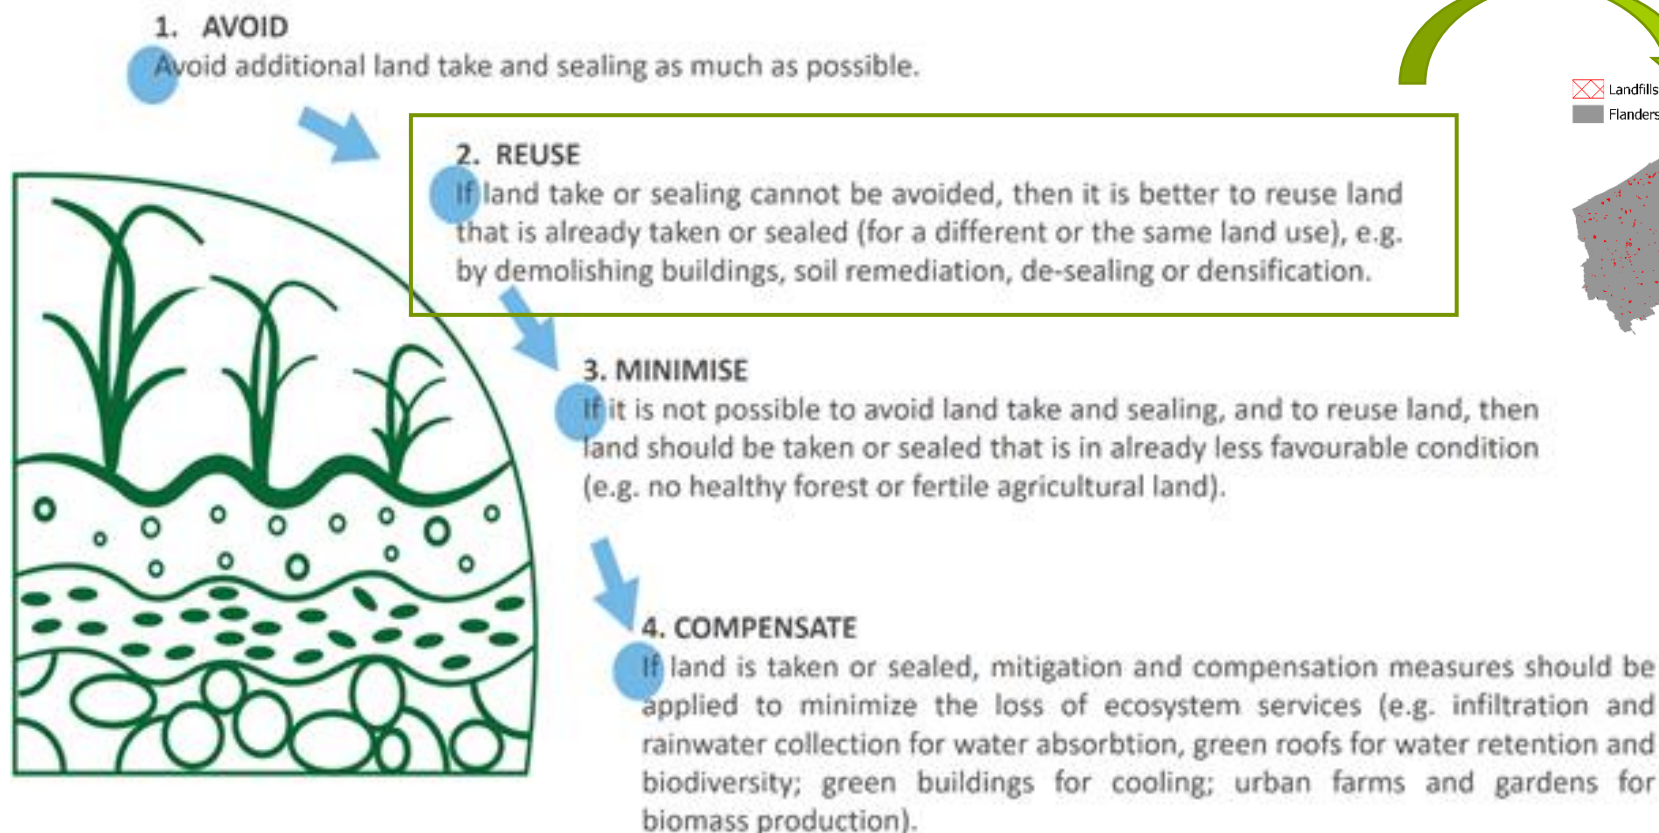 1. AVOID
Avoid additional land take and sealing as much as possible.
2. REUSE
If land take or sealing cannot be avoided, then it is better to reuse land
that is already taken or sealed (for a different or the same land use), e.g.
by demolishing buildings, soil remediation, de-sealing or densification.
3. MINIMISE
If it is not possible to avoid land take and sealing, and to reuse land, then
land should be taken or sealed that is in already less favourable condition
(e.g. no healthy forest or fertile agricultural land).
4. COMPENSATE
If land is taken or sealed, mitigation and compensation measures should be
applied to minimize the loss of ecosystem services (e.g. infiltration and
rainwater collection for water absorbtion, green roofs for water retention and
biodiversity; green buildings for cooling; urban farms and gardens for
biomass production).
Landfills
Flanders